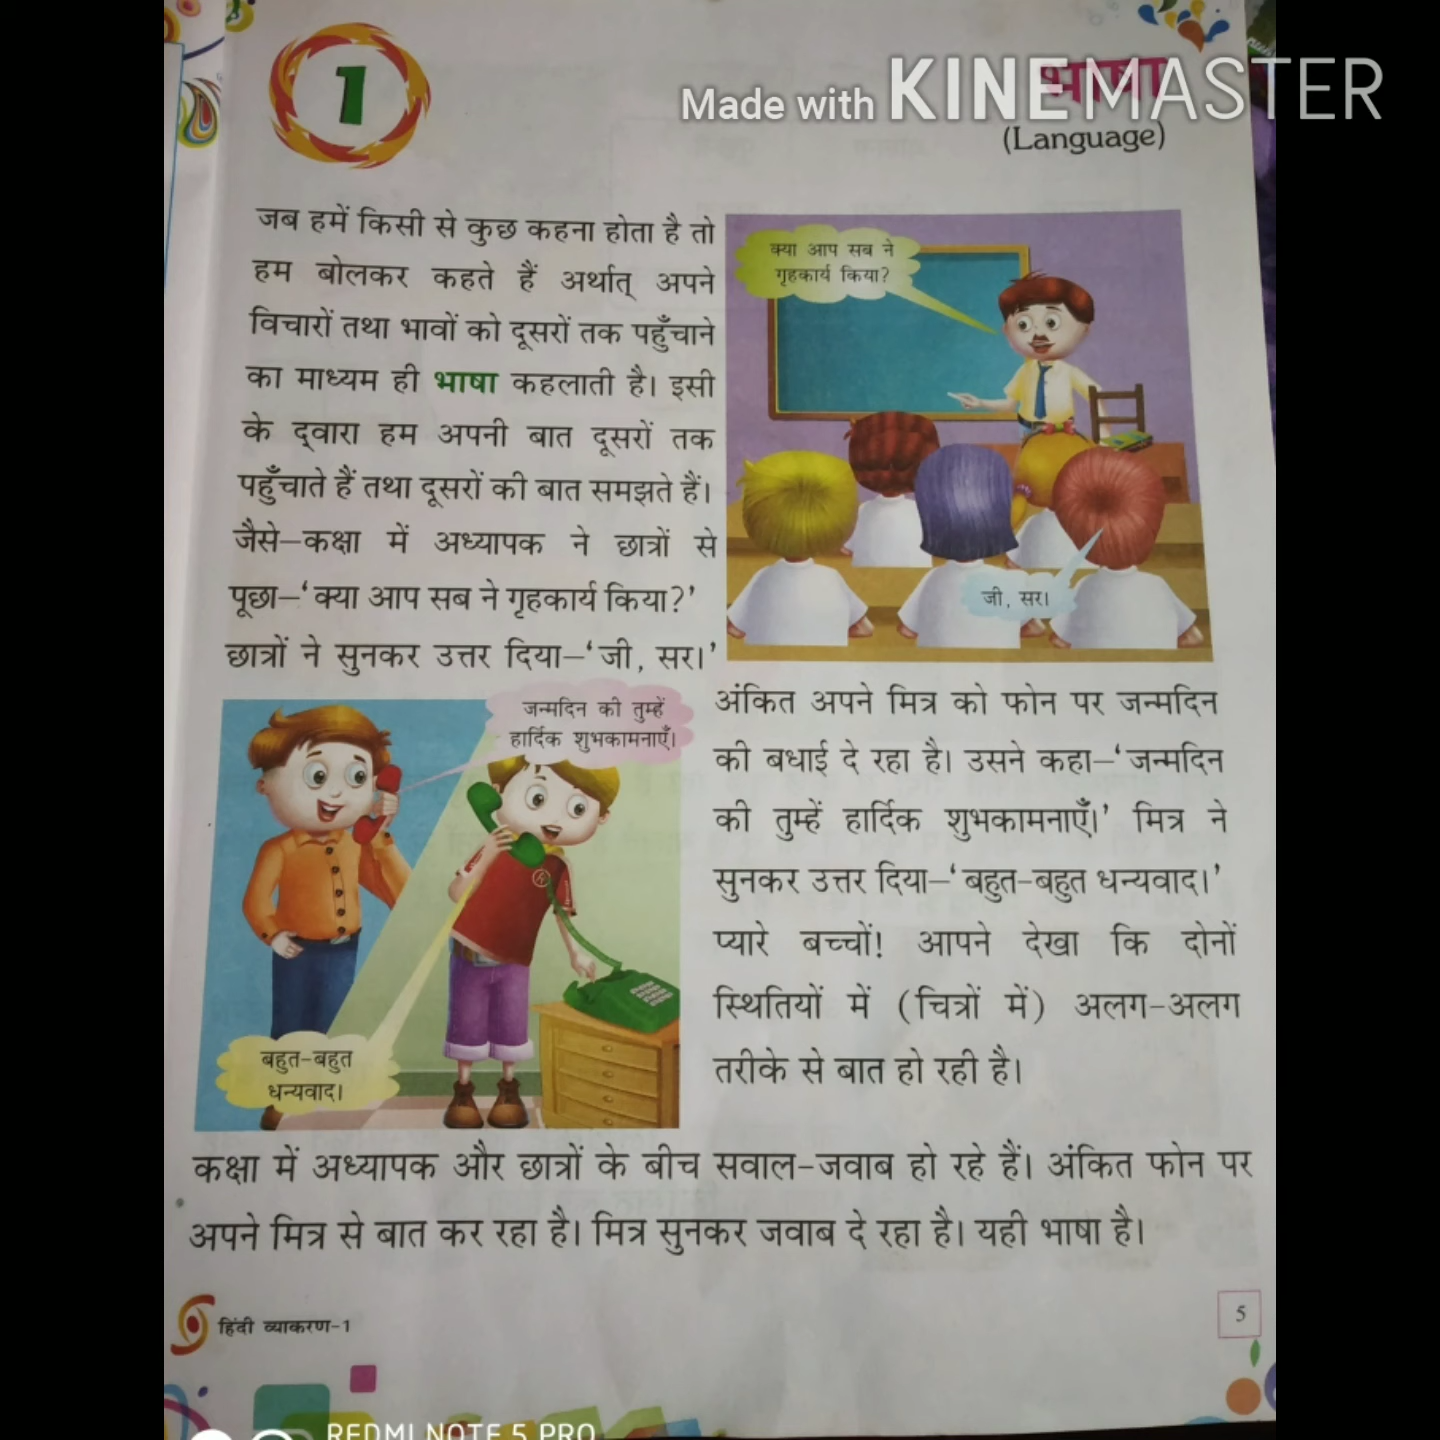 1
Made with KINEMASTER
भाषा
(Language)
जब हमें किसी से कुछ कहना होता है तो
हम बोलकर कहते हैं अर्थात् अपने
विचारों तथा भावों को दूसरों तक पहुँचाने
का माध्यम ही भाषा कहलाती है। इसी
के द्वारा हम अपनी बात दूसरों तक
पहुँचाते हैं तथा दूसरों की बात समझते हैं।
जैसे–कक्षा में अध्यापक ने छात्रों से
पूछा–‘क्या आप सब ने गृहकार्य किया?’
छात्रों ने सुनकर उत्तर दिया–‘जी, सर।’
क्या आप सब ने
गृहकार्य किया?
जी, सर।
जन्मदिन की तुम्हें
हार्दिक शुभकामनाएँ।
बहुत-बहुत
धन्यवाद।
अंकित अपने मित्र को फोन पर जन्मदिन
की बधाई दे रहा है। उसने कहा–‘जन्मदिन
की तुम्हें हार्दिक शुभकामनाएँ।’ मित्र ने
सुनकर उत्तर दिया–‘बहुत-बहुत धन्यवाद।’
प्यारे बच्चों! आपने देखा कि दोनों
स्थितियों में (चित्रों में) अलग-अलग
तरीके से बात हो रही है।
कक्षा में अध्यापक और छात्रों के बीच सवाल-जवाब हो रहे हैं। अंकित फोन पर
अपने मित्र से बात कर रहा है। मित्र सुनकर जवाब दे रहा है। यही भाषा है।
हिंदी व्याकरण-1
5
REDMI NOTE 5 PRO